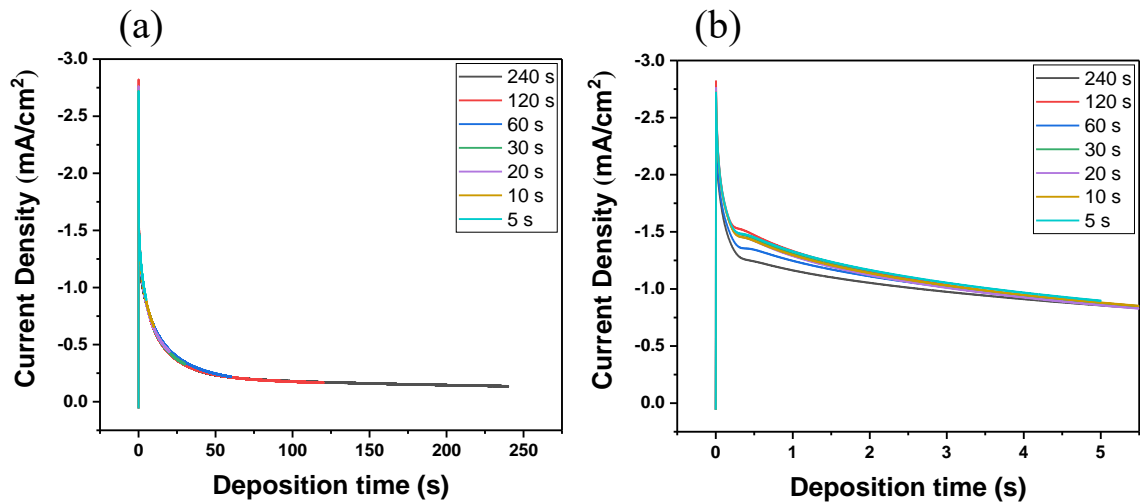 (a)
-3.0
-2.5
-2.0
-1.5
-1.0
-0.5
0.0
Current Density (mA/cm²)
0 50 100 150 200 250
Deposition time (s)
240 s
120 s
60 s
30 s
20 s
10 s
5 s
(b)
-3.0
-2.5
-2.0
-1.5
-1.0
-0.5
0.0
Current Density (mA/cm²)
0 1 2 3 4 5
Deposition time (s)
240 s
120 s
60 s
30 s
20 s
10 s
5 s